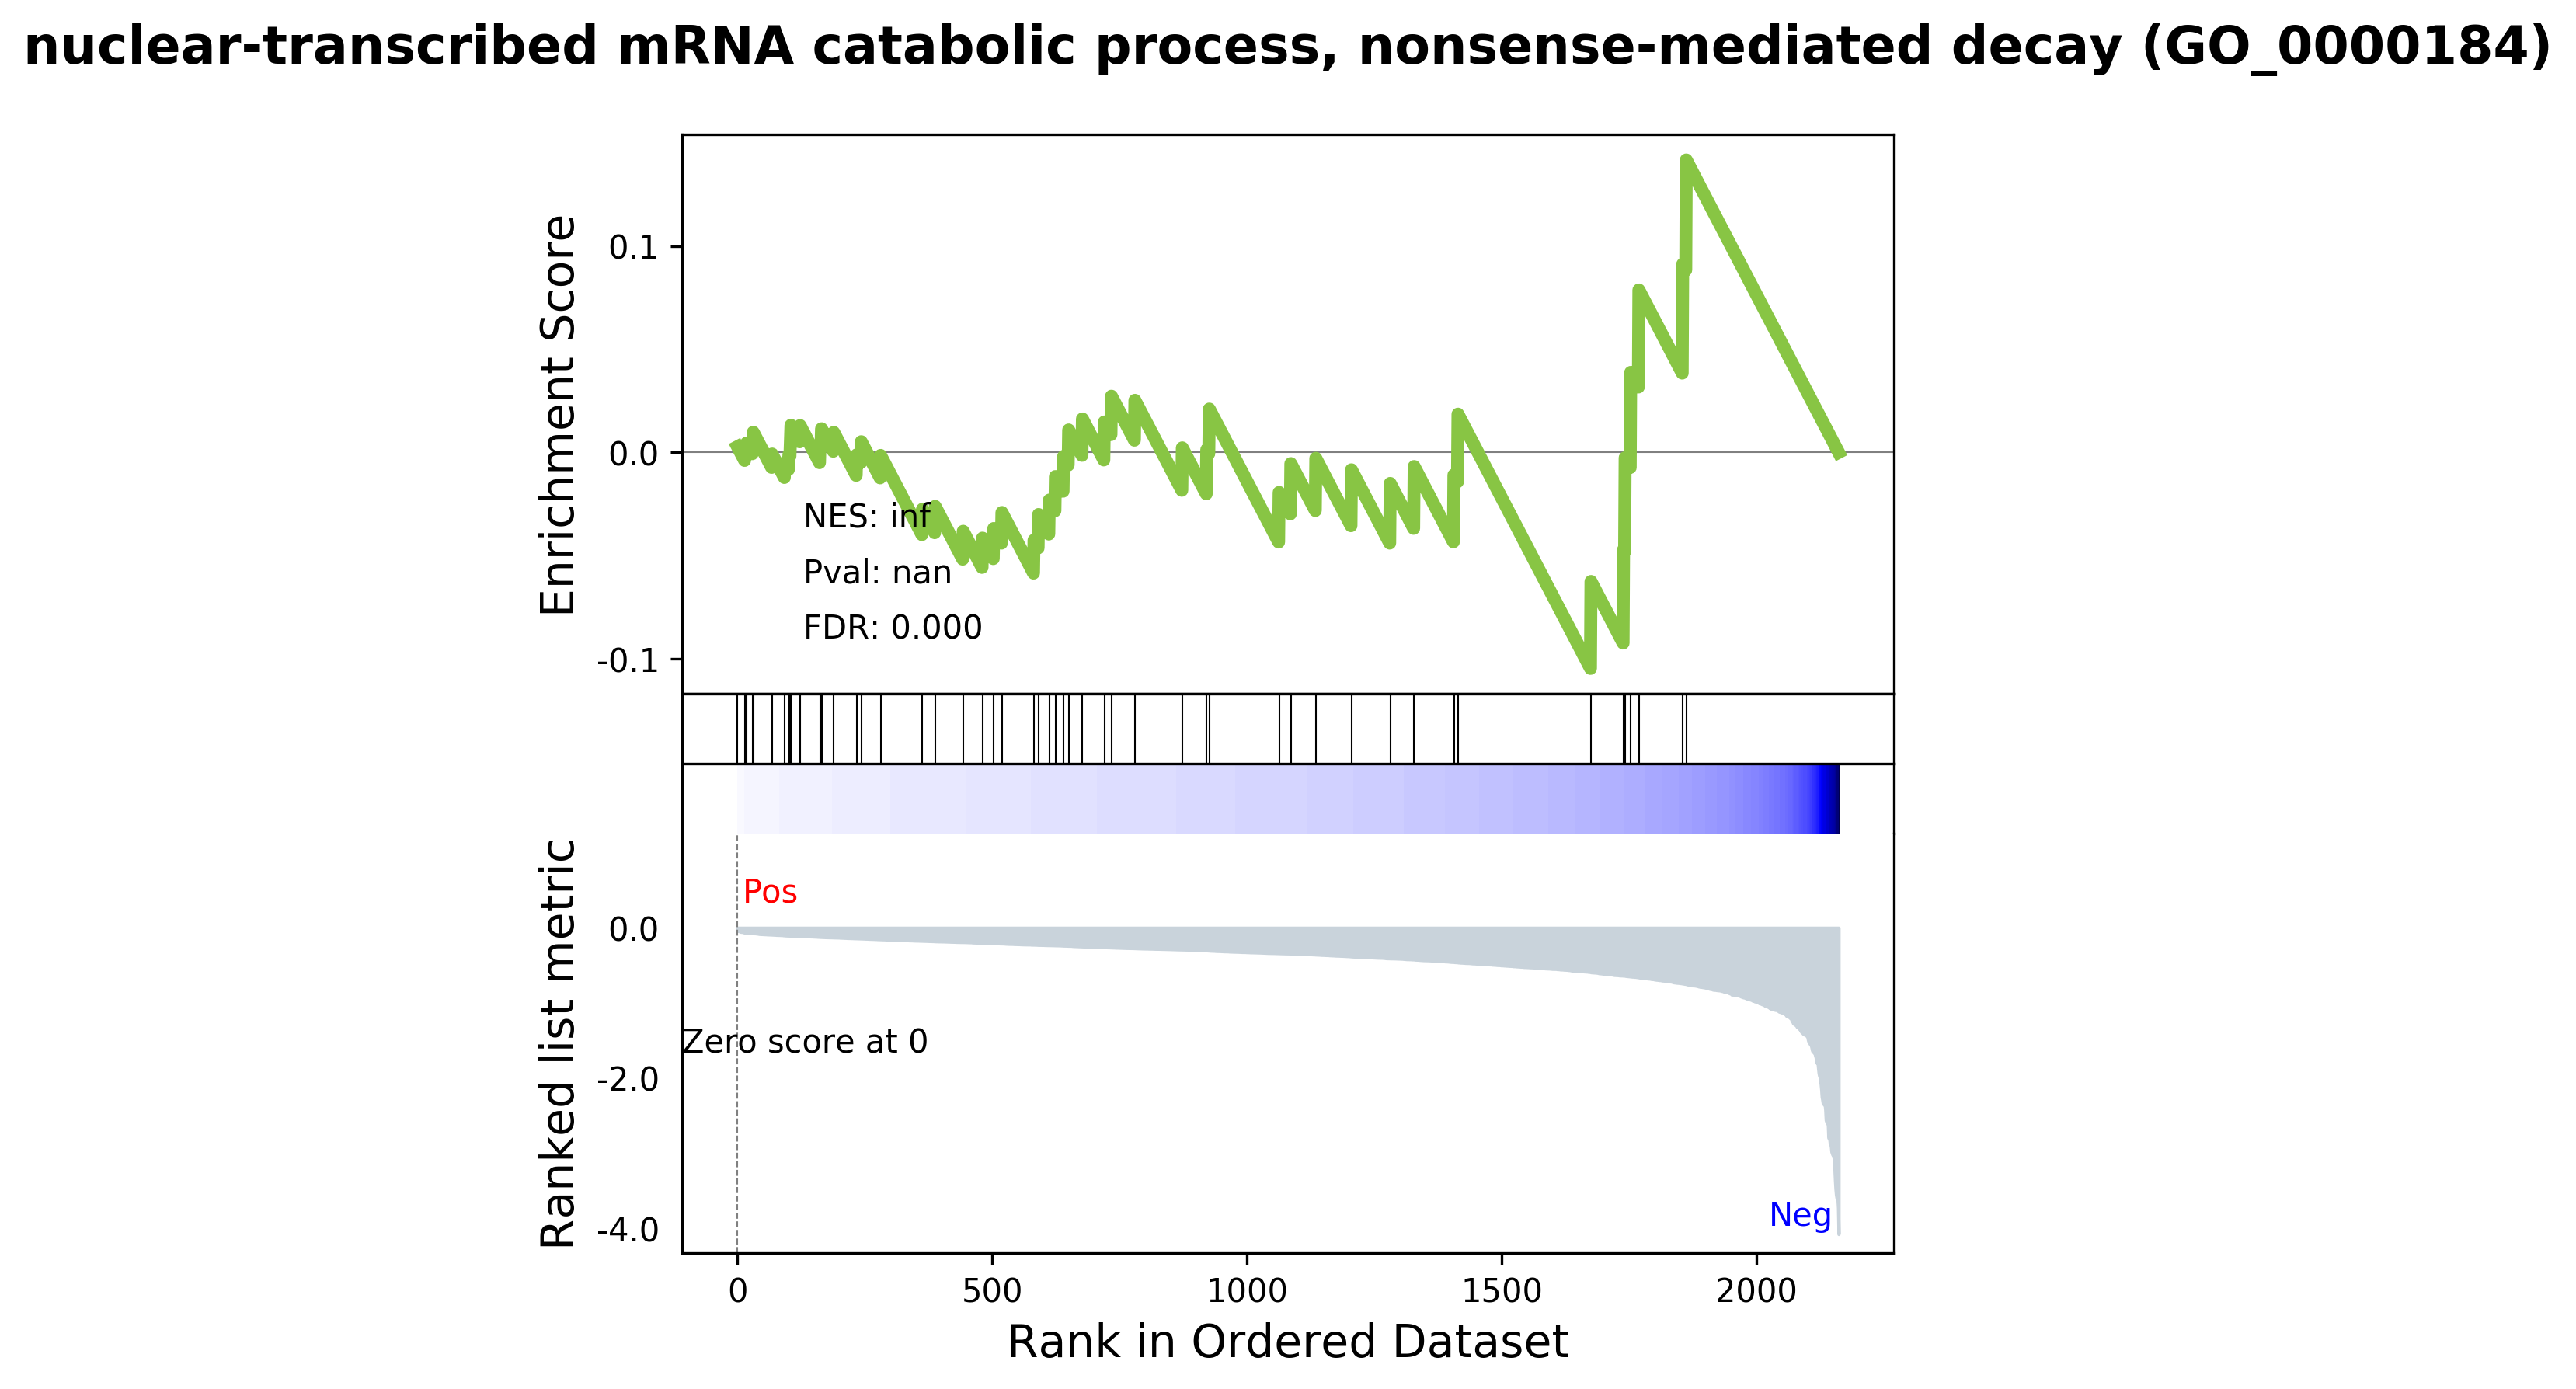 nuclear-transcribed mRNA catabolic process, nonsense-mediated decay (GO_0000184)
Enrichment Score
0.1
0.0
-0.1
NES: inf
Pval: nan
FDR: 0.000
Ranked list metric
Pos
0.0
Zero score at 0
-2.0
Neg
-4.0
0 500 1000 1500 2000
Rank in Ordered Dataset